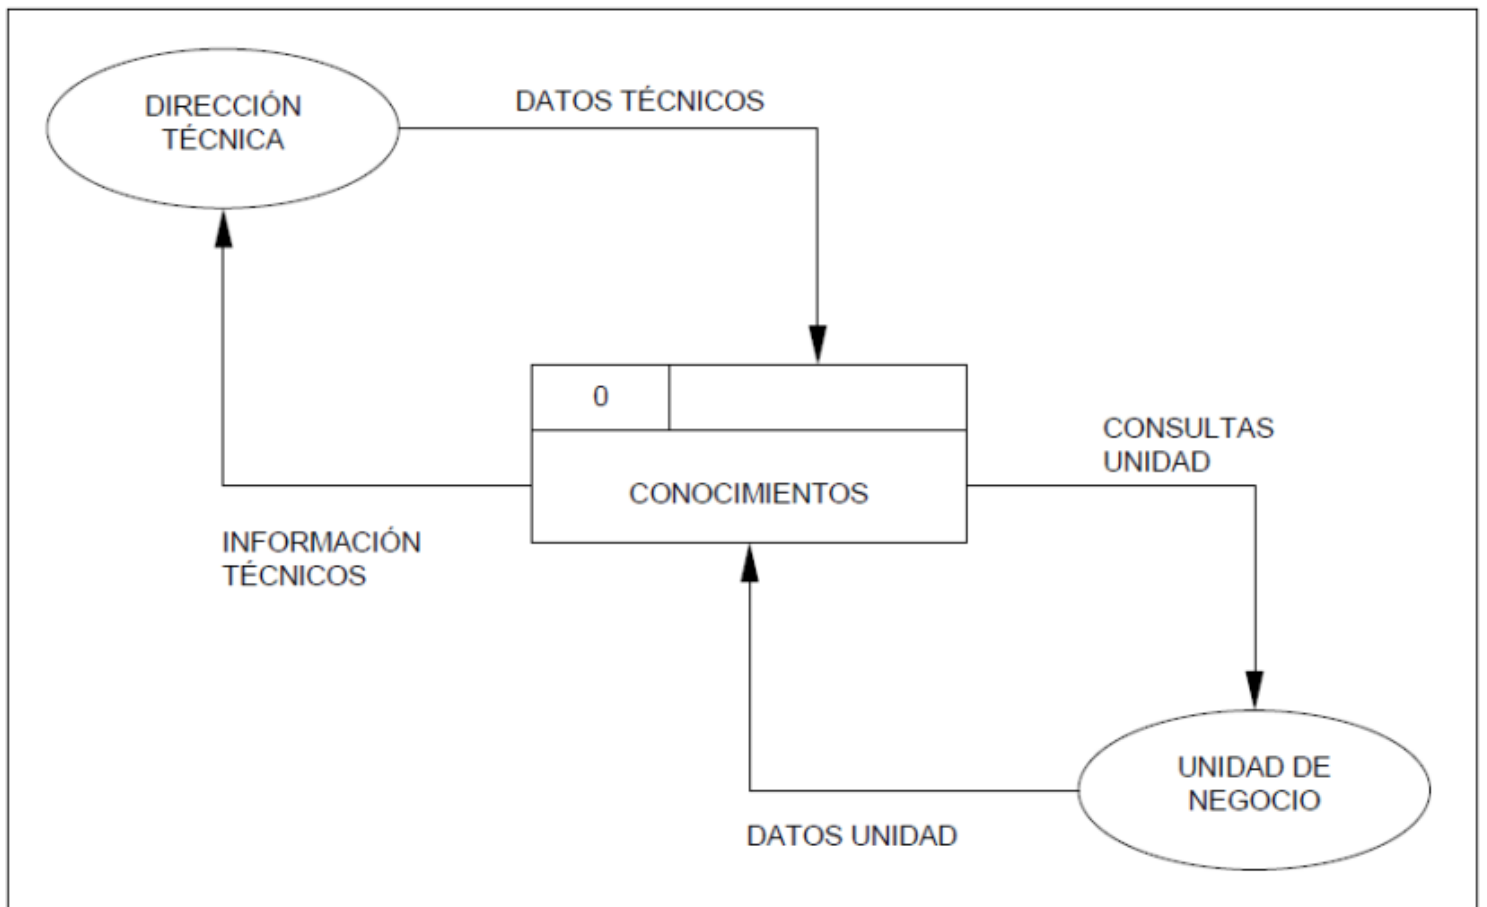 DIRECCIÓN
TÉCNICA
DATOS TÉCNICOS
0
CONSULTAS
UNIDAD
CONOCIMIENTOS
INFORMACIÓN
TÉCNICOS
UNIDAD DE
NEGOCIO
DATOS UNIDAD